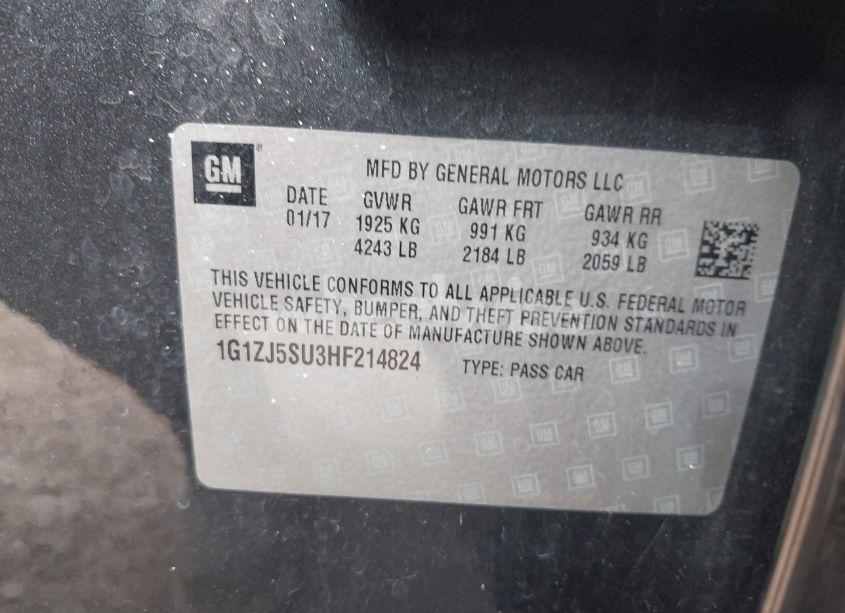 GM
MFD BY GENERAL MOTORS LLC
DATE GVWR GAWR FRT GAWR RR
01/17 1925 KG 991 KG 934 KG
4243 LB 2184 LB 2059 LB
THIS VEHICLE CONFORMS TO ALL APPLICABLE U.S. FEDERAL MOTOR
VEHICLE SAFETY, BUMPER, AND THEFT PREVENTION STANDARDS IN
EFFECT ON THE DATE OF MANUFACTURE SHOWN ABOVE.
1G1ZJ5SU3HF214824 TYPE: PASS CAR